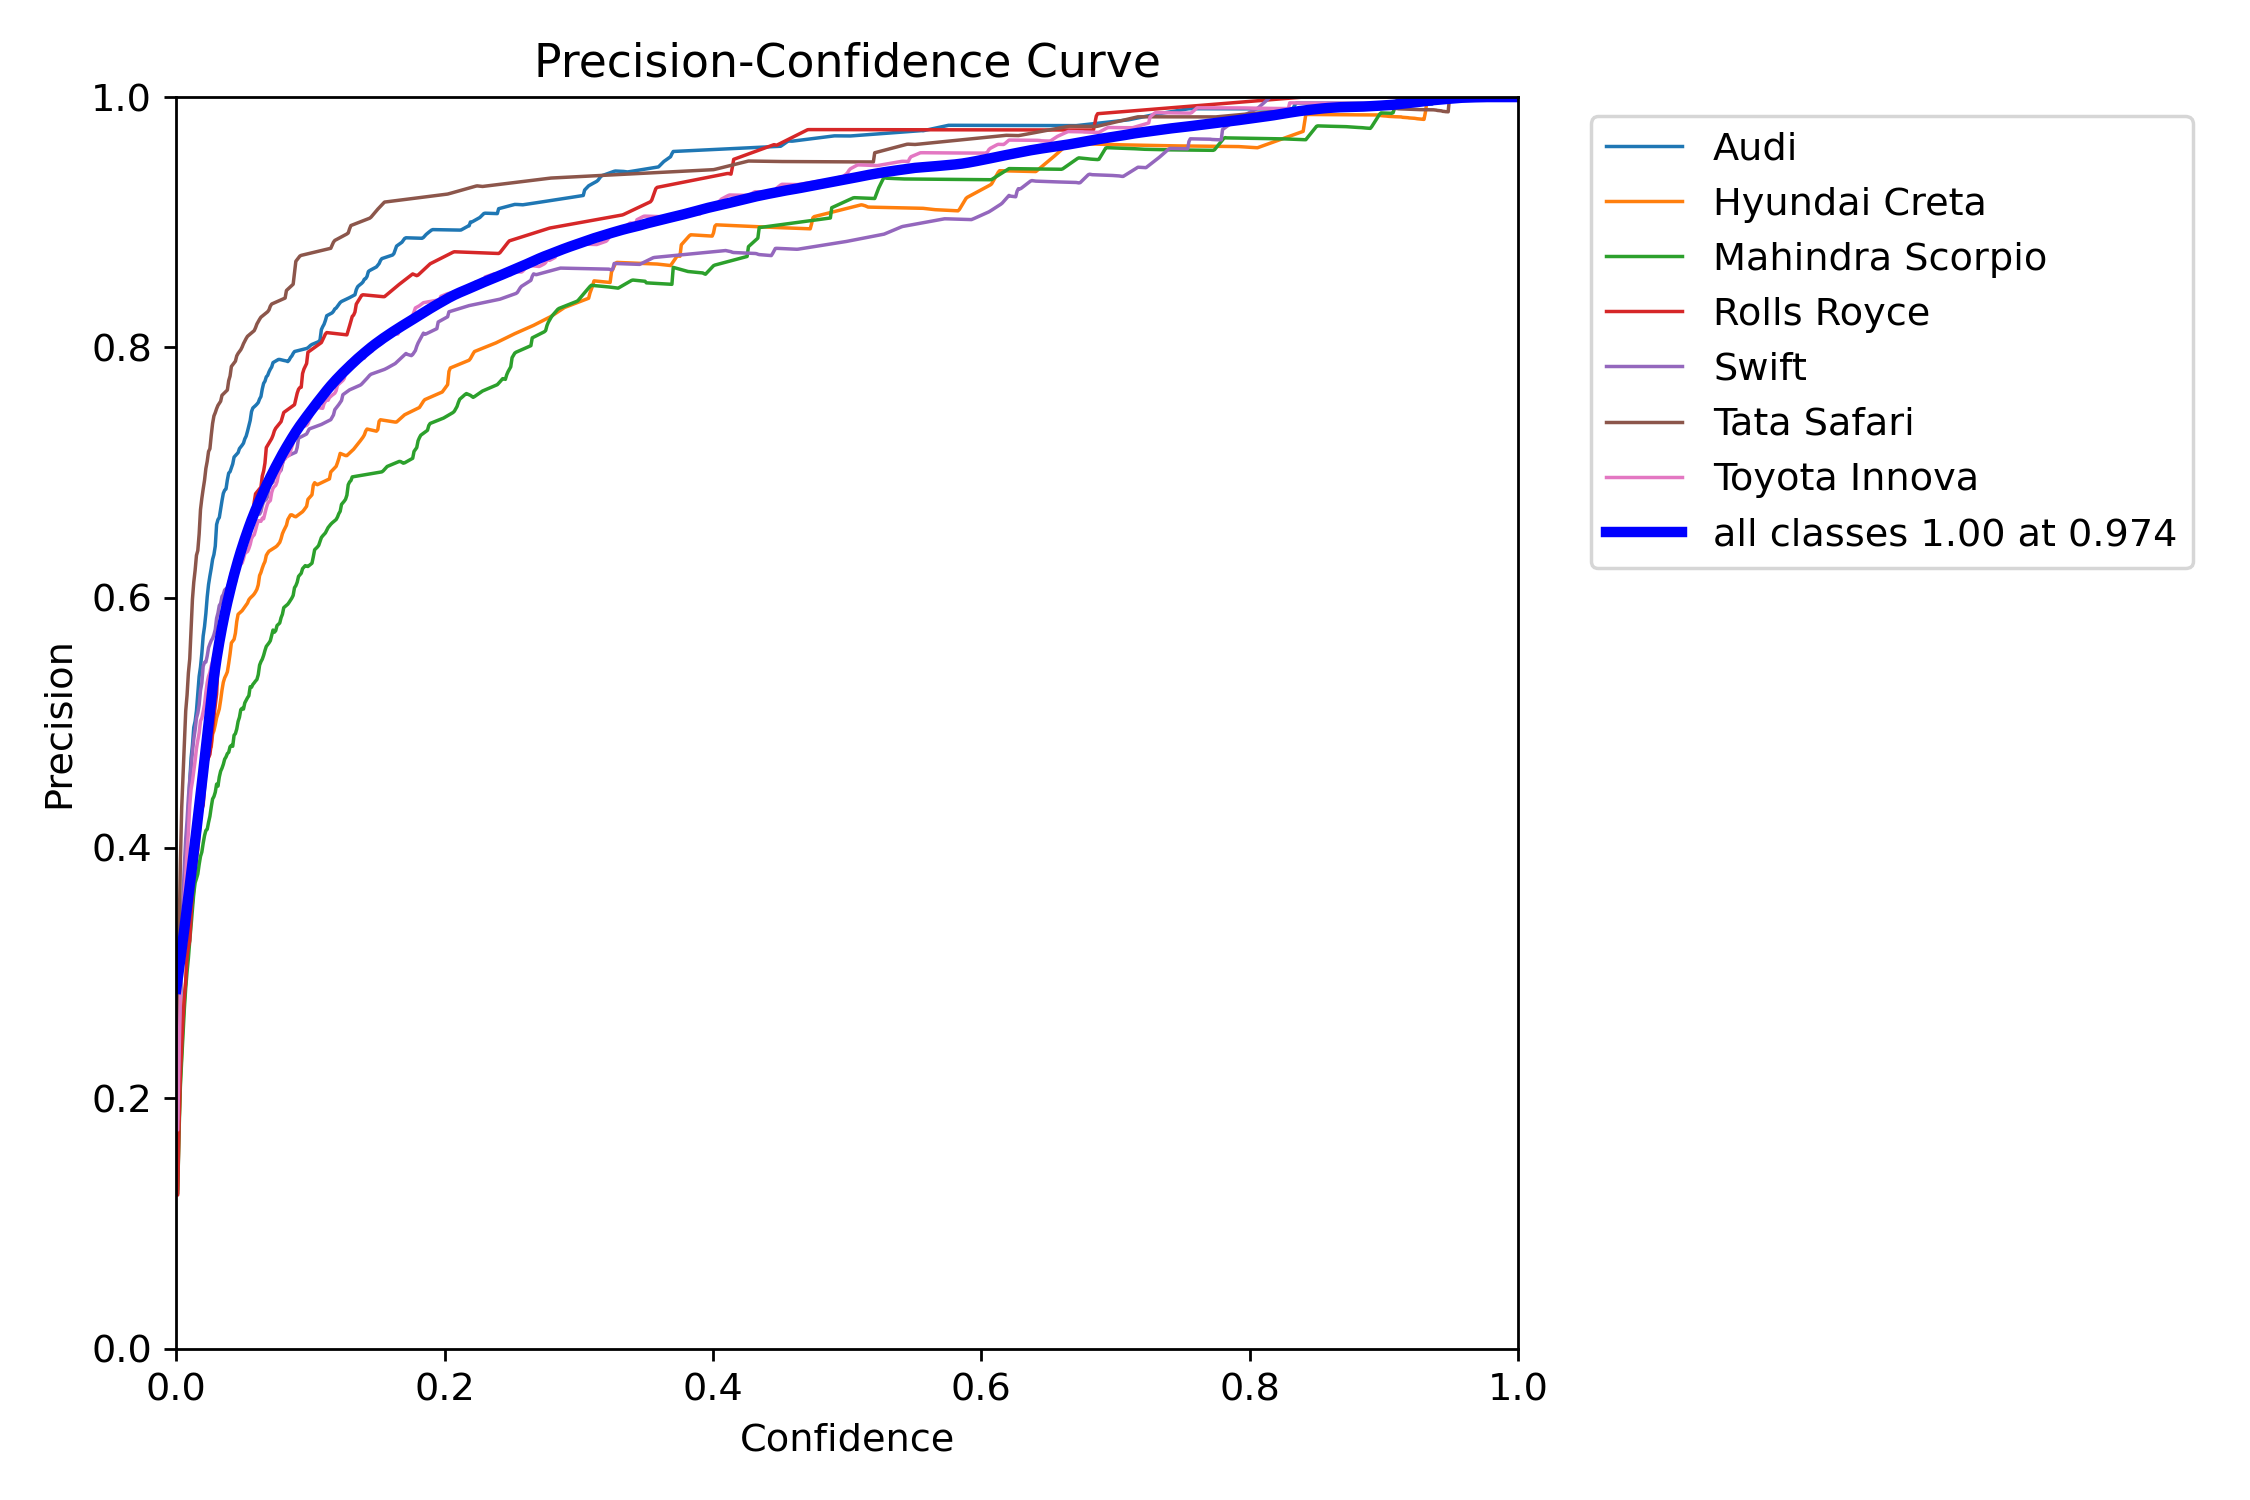 Precision-Confidence Curve
1.0
0.8
0.6
0.4
0.2
0.0
Precision
0.0 0.2 0.4 0.6 0.8 1.0
Confidence
Audi
Hyundai Creta
Mahindra Scorpio
Rolls Royce
Swift
Tata Safari
Toyota Innova
all classes 1.00 at 0.974